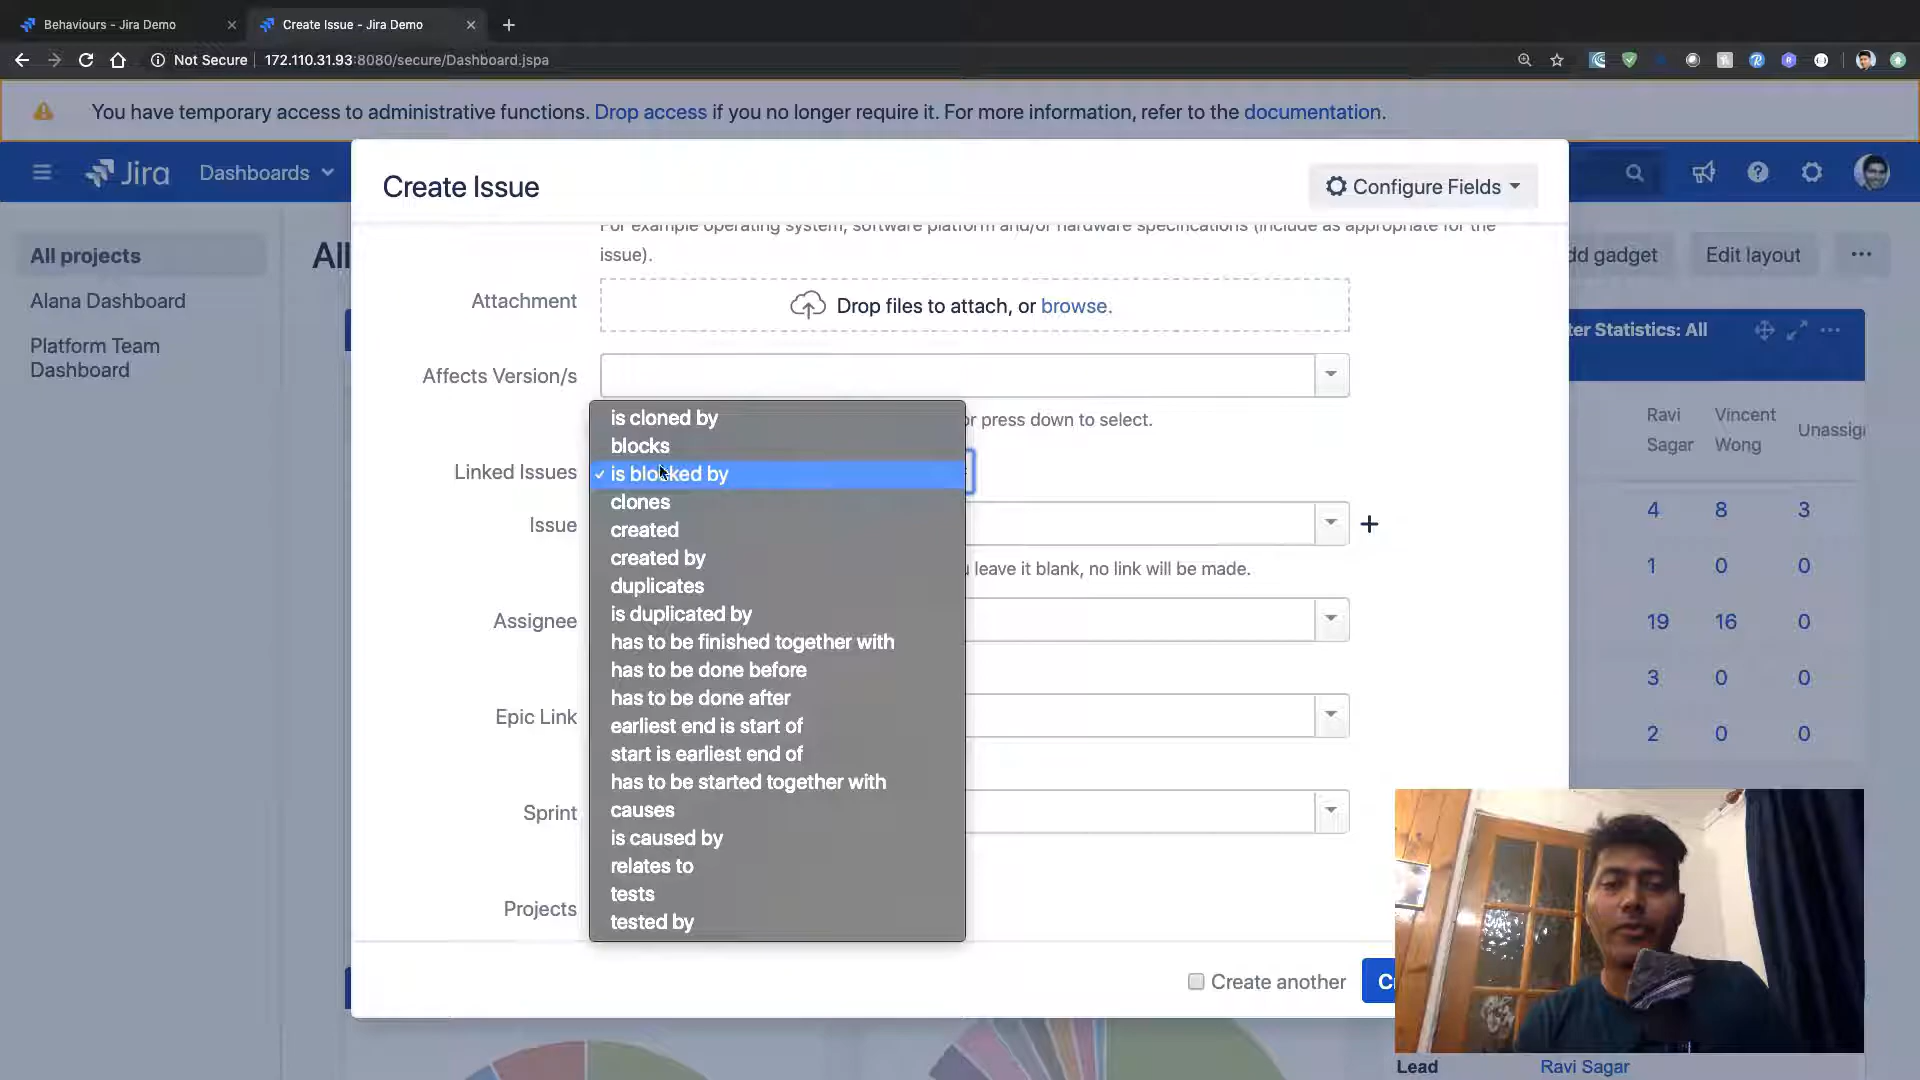 Behaviours - Jira Demo
Create Issue - Jira Demo
Not Secure
172.110.31.93:8080/secure/Dashboard.jspa
You have temporary access to administrative functions. Drop access if you no longer require it. For more information, refer to the documentation.
Jira
Dashboards
Create Issue
Configure Fields
All projects
Alana Dashboard
Platform Team
Dashboard
All
dd gadget
Edit layout
For example operating system, software platform and/or hardware specifications (include as appropriate for the
issue).
Attachment
Drop files to attach, or browse.
Affects Version/s
or press down to select.
Linked Issues
is cloned by
blocks
is blocked by
clones
created
created by
duplicates
is duplicated by
has to be finished together with
has to be done before
has to be done after
earliest end is start of
start is earliest end of
has to be started together with
causes
is caused by
relates to
tests
tested by
Issue
leave it blank, no link will be made.
Assignee
Epic Link
Sprint
Projects
Create another
ter Statistics: All
Ravi Sagar
Vincent Wong
Unassig
4 8 3
1 0 0
19 16 0
3 0 0
2 0 0
Lead
Ravi Sagar